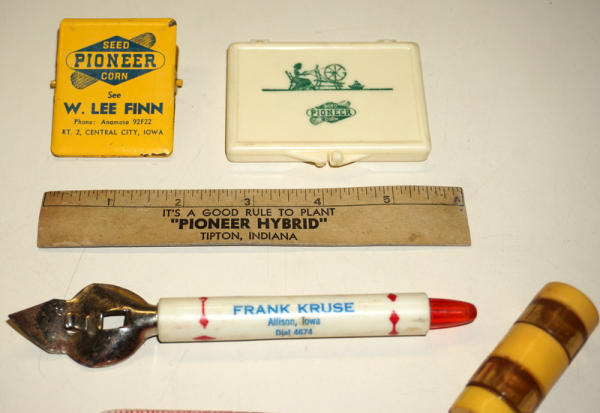 SEED
PIONEER
CORN
See
W. LEE FINN
Phone: Anamosa 92F22
RT. 2, CENTRAL CITY, IOWA
PIONEER
1 2 3 4 5 6
IT'S A GOOD RULE TO PLANT
"PIONEER HYBRID"
TIPTON, INDIANA
FRANK KRUSE
Allison, Iowa
Dial 4674